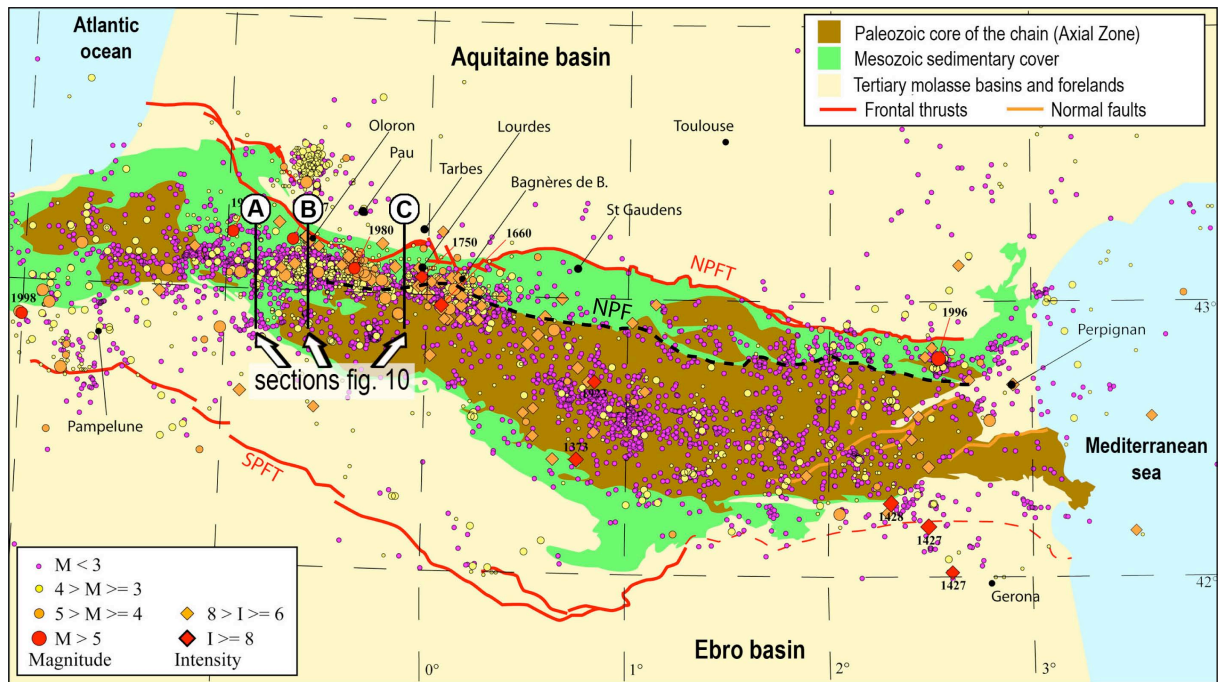 Atlantic
ocean
Aquitaine basin
Paleozoic core of the chain (Axial Zone)
Mesozoic sedimentary cover
Tertiary molasse basins and forelands
Frontal thrusts
Normal faults
Oloron
Lourdes
Toulouse
Pau
Tarbes
Bagnères de B.
St Gaudens
A
B
C
1980
1750
1660
NPFT
NPF
43°
1998
1996
Perpignan
sections fig. 10
Pampelune
1923
1373
SPFT
Mediterranean
sea
1428
1427
1427
42°
Gerona
M < 3
4 > M >= 3
5 > M >= 4
8 > I >= 6
M > 5
I >= 8
Magnitude
Intensity
Ebro basin
0°
1°
2°
3°